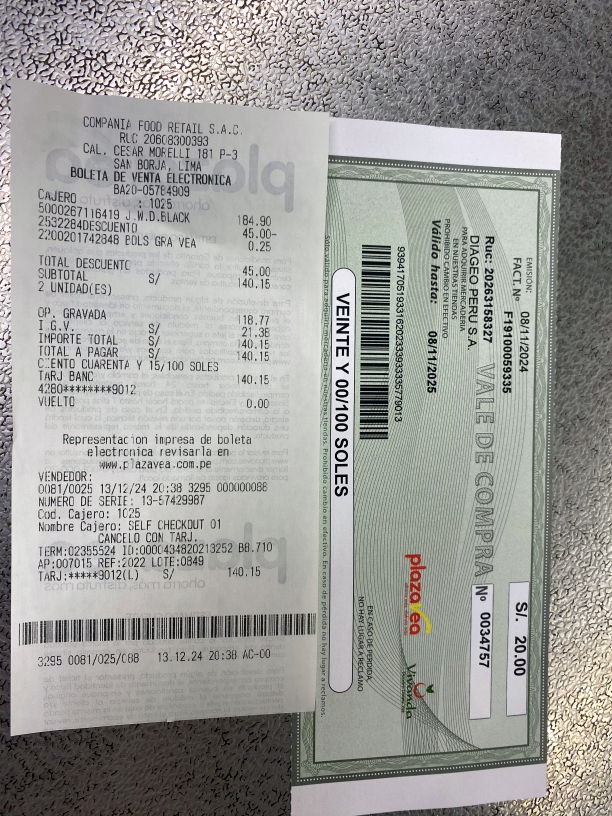 COMPANIA FOOD RETAIL S.A.C.
RUC 20608300393
CAL. CESAR MORELLI 181 P-3
SAN BORJA, LIMA
BOLETA DE VENTA ELECTRONICA
BA20-05784909
CAJERO : 1025
5000267116419 J.W.D.BLACK 184.90
2532284DESCUENTO 45.00-
2200020174284 8 BOLS GRA VEA 0.25
TOTAL DESCUENTO 45.00
SUBTOTAL S/ 140.15
2 UNIDAD(ES)
OP. GRAVADA 118.77
I.G.V. S/ 21.38
IMPORTE TOTAL S/ 140.15
TOTAL A PAGAR S/ 140.15
CIENTO CUARENTA Y 15/100 SOLES
TARJ BANC 140.15
4280********9012
VUELTO 0.00
Representacion impresa de boleta
electronica revisarla en
www.plazavea.com.pe
VENDEDOR:
0081/0025 13/12/24 20:38 3295 000000088
NUMERO DE SERIE: 13-57429987
Cod. Cajero: 1025
Nombre Cajero: SELF CHECKOUT 01
CANCELO CON TARJ.
TERM:02355524 ID:0000434820213252 B8.710
AP:007015 REF:2022 LOTE:0849
TARJ:*****9012(L) S/ 140.15
3295 0081/025/088 13.12.24 20:38 AC-00
EMISION: 08/11/2024
FACT. Nº F19100059335
S/. 20.00
Ruc: 20263158327
VALE DE COMPRA Nº 0034757
DIAGEO PERU S.A.
PARA ADQUIRIR MERCADERIA
EN NUESTRAS TIENDAS
PROHIBIDO CAMBIO EN EFECTIVO
Válido hasta: 08/11/2025
plazavea
Vivanda
EN CASO DE PERDIDA,
NO HAY LUGAR A RECLAMO
VEINTE Y 00/100 SOLES
Solo válido para adquirir mercadería en nuestras tiendas. Prohibido cambio en efectivo. En caso de pérdida no hay lugar a reclamos.